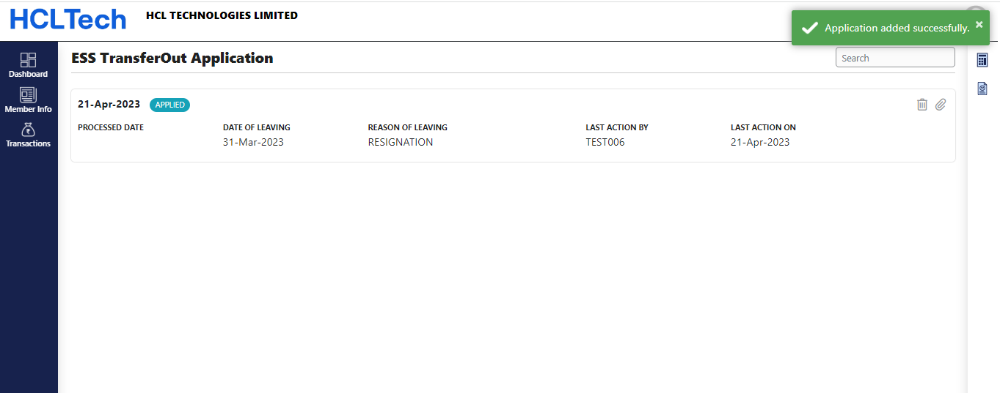 HCLTech
HCL TECHNOLOGIES LIMITED
Application added successfully.
Dashboard
Member Info
Transactions
ESS TransferOut Application
Search
21-Apr-2023 APPLIED
PROCESSED DATE DATE OF LEAVING REASON OF LEAVING LAST ACTION BY LAST ACTION ON
31-Mar-2023 RESIGNATION TEST006 21-Apr-2023